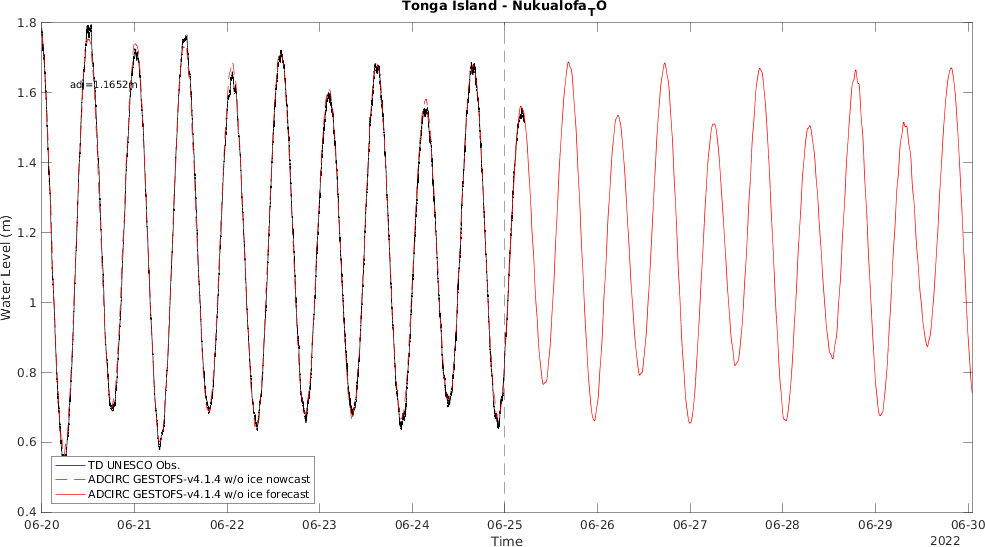 Tonga Island - Nukualofa_TO
1.8
1.6
1.4
1.2
1
0.8
0.6
0.4
Water Level (m)
adj=1.1652m
TD UNESCO Obs.
ADCIRC GESTOFS-v4.1.4 w/o ice nowcast
ADCIRC GESTOFS-v4.1.4 w/o ice forecast
06-20 06-21 06-22 06-23 06-24 06-25 06-26 06-27 06-28 06-29 06-30
Time
2022